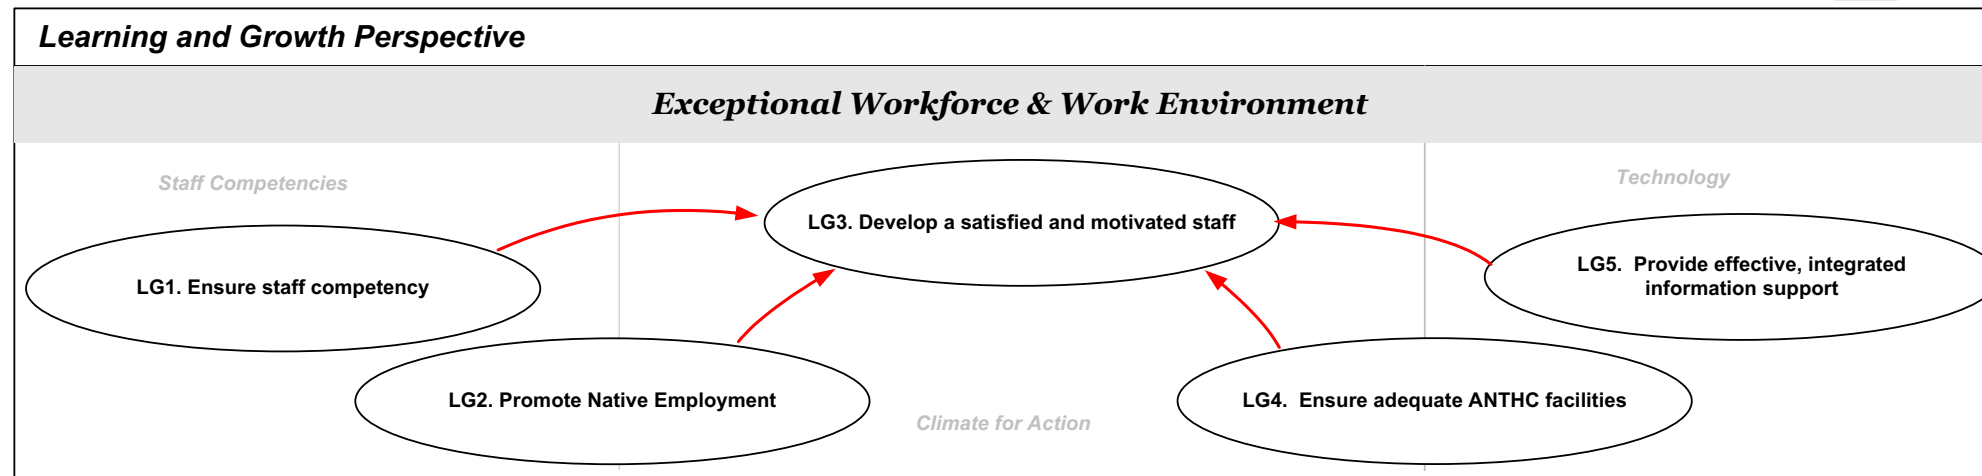 Learning and Growth Perspective
Exceptional Workforce & Work Environment
Staff Competencies
Technology
LG3. Develop a satisfied and motivated staff
LG1. Ensure staff competency
LG5.  Provide effective, integrated
information support
LG2. Promote Native Employment
LG4.  Ensure adequate ANTHC facilities
Climate for Action